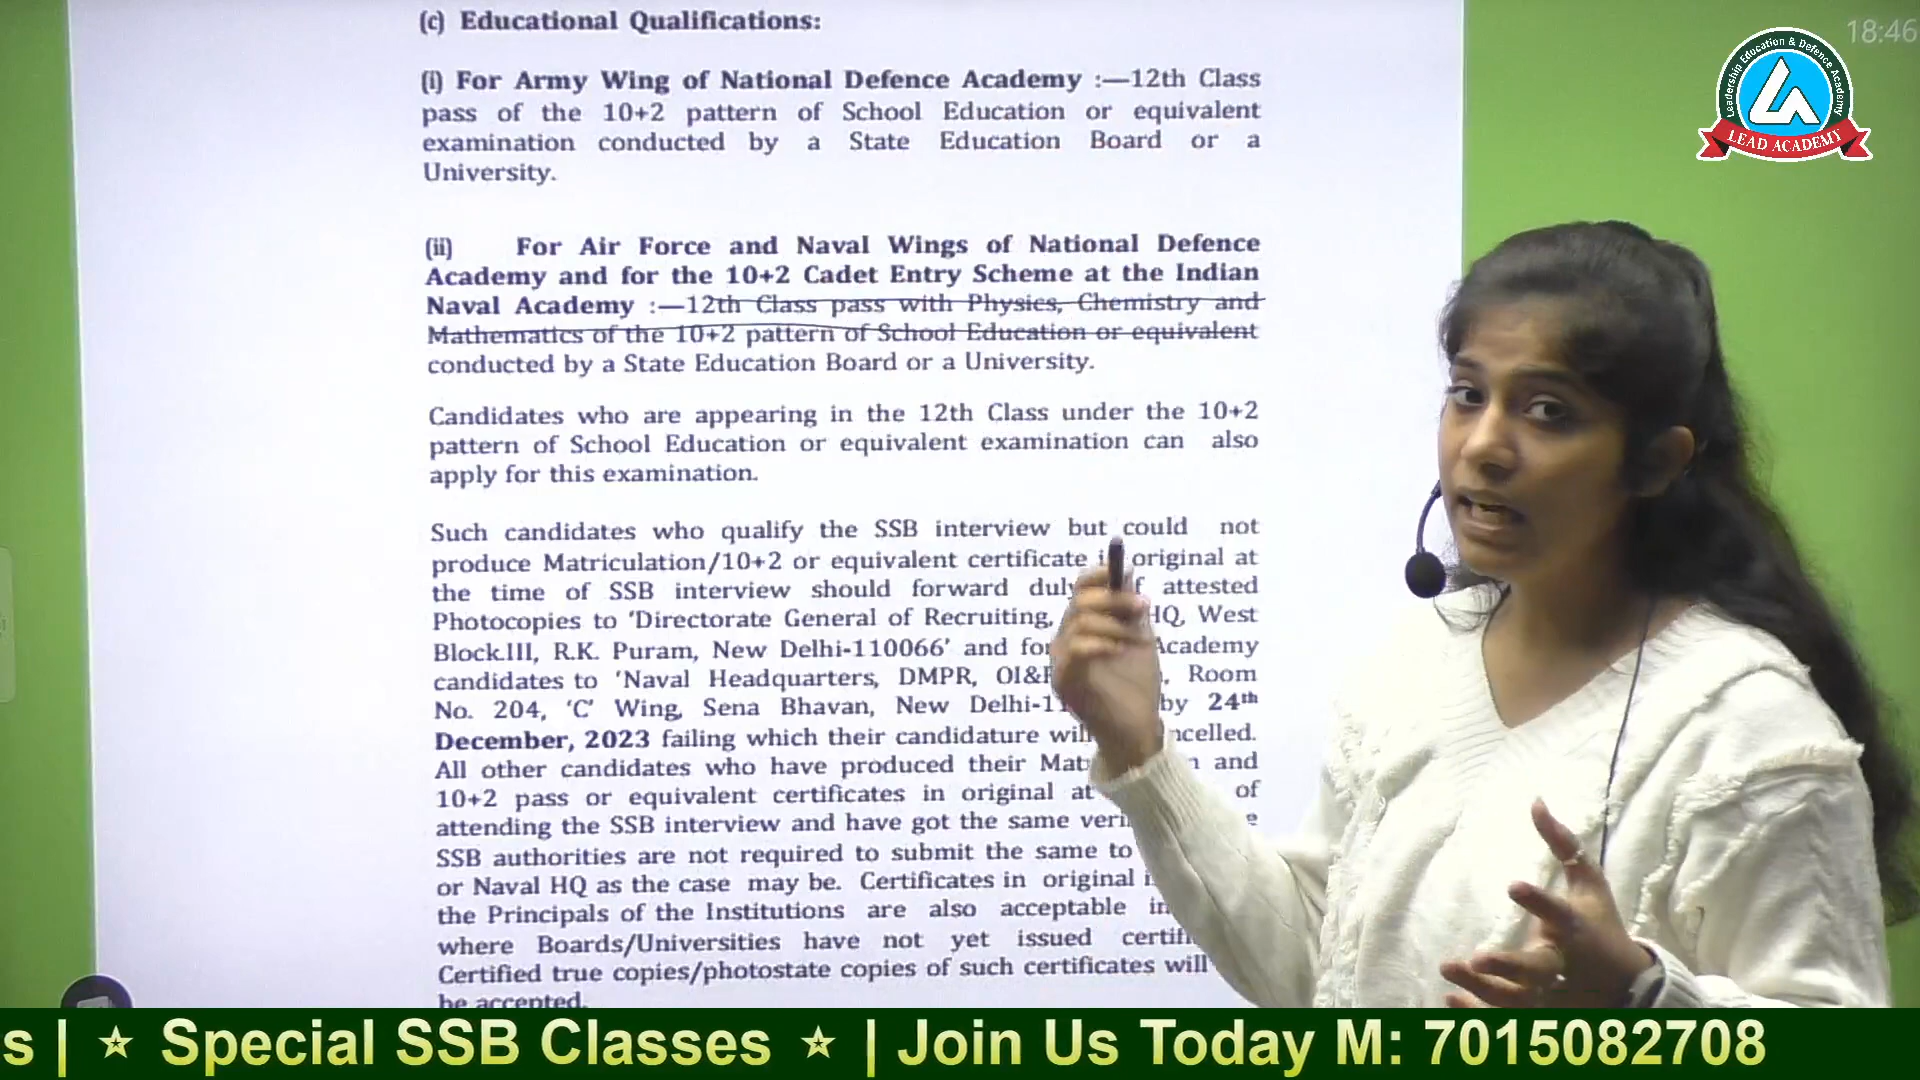 (c) Educational Qualifications:
(i) For Army Wing of National Defence Academy :—12th Class
pass of the 10+2 pattern of School Education or equivalent
examination conducted by a State Education Board or a
University.
(ii) For Air Force and Naval Wings of National Defence
Academy and for the 10+2 Cadet Entry Scheme at the Indian
Naval Academy :—12th Class pass with Physics, Chemistry and
Mathematics of the 10+2 pattern of School Education or equivalent
conducted by a State Education Board or a University.
Candidates who are appearing in the 12th Class under the 10+2
pattern of School Education or equivalent examination can also
apply for this examination.
Such candidates who qualify the SSB interview but could not
produce Matriculation/10+2 or equivalent certificate original at
the time of SSB interview should forward attested
Photocopies to ‘Directorate General of Recruiting, HQ, West
Block.III, R.K. Puram, New Delhi-110066’ and Academy
candidates to ‘Naval Headquarters, DMPR, Room
No. 204, ‘C’ Wing, Sena Bhavan, New by 24th
December, 2023 failing which their candidature
All other candidates who have produced their and
10+2 pass or equivalent certificates in original at of
attending the SSB interview and have got the same
SSB authorities are not required to submit the same to
or Naval HQ as the case may be. Certificates in original
the Principals of the Institutions are also acceptable
where Boards/Universities have not yet issued
Certified true copies/photostate copies of such certificates will
be accepted.
18:46
Leadership Education & Defence Academy
LEAD ACADEMY
s | ★ Special SSB Classes ★ | Join Us Today M: 7015082708